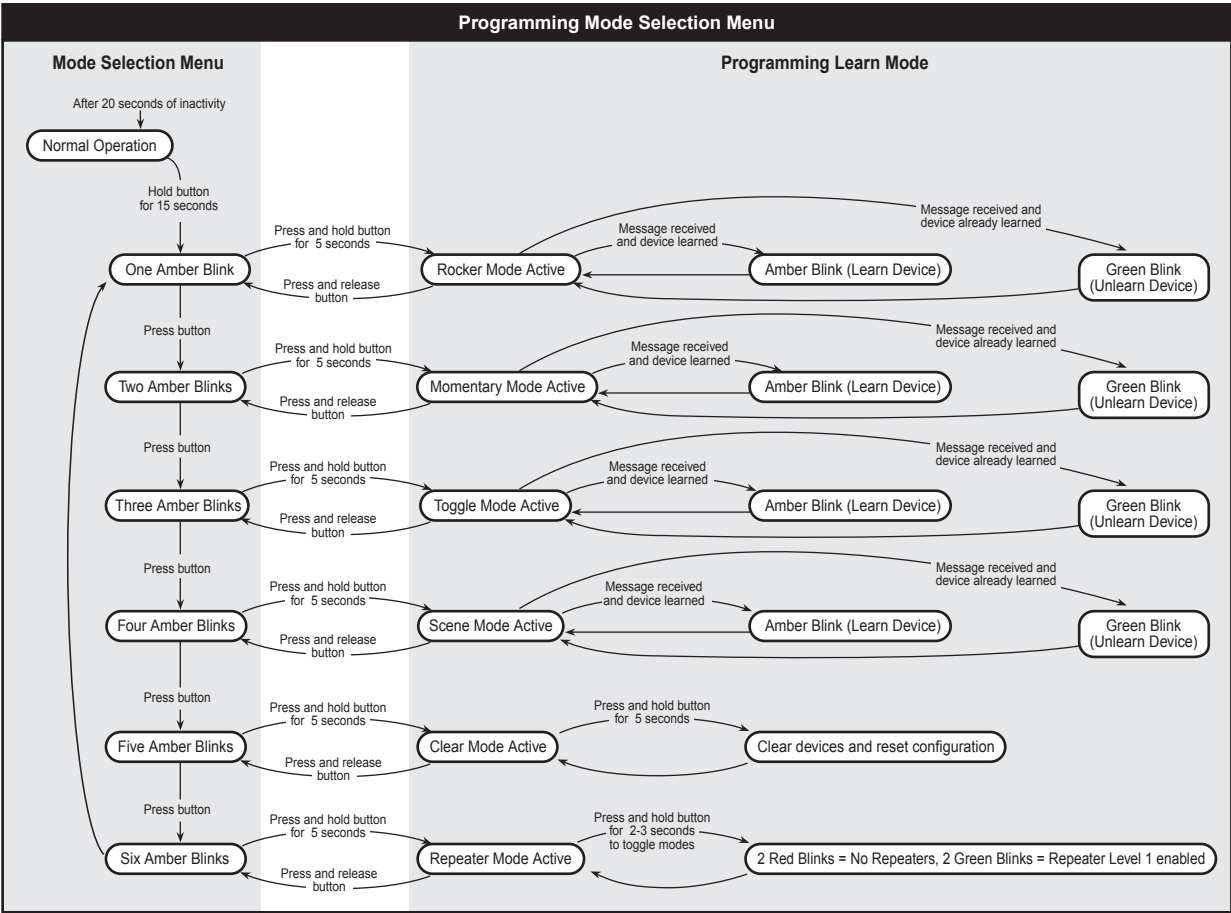 Programming Mode Selection Menu
Mode Selection Menu
Programming Learn Mode
After 20 seconds of inactivity
Normal Operation
Hold button
for 15 seconds
Press and hold button
for 5 seconds
Message received
and device learned
Message received and
device already learned
One Amber Blink
Rocker Mode Active
Amber Blink (Learn Device)
Green Blink
(Unlearn Device)
Press and release
button
Press button
Press and hold button
for 5 seconds
Message received
and device learned
Message received and
device already learned
Two Amber Blinks
Momentary Mode Active
Amber Blink (Learn Device)
Green Blink
(Unlearn Device)
Press and release
button
Press button
Press and hold button
for 5 seconds
Message received
and device learned
Message received and
device already learned
Three Amber Blinks
Toggle Mode Active
Amber Blink (Learn Device)
Green Blink
(Unlearn Device)
Press and release
button
Press button
Press and hold button
for 5 seconds
Message received
and device learned
Message received and
device already learned
Four Amber Blinks
Scene Mode Active
Amber Blink (Learn Device)
Green Blink
(Unlearn Device)
Press and release
button
Press button
Press and hold button
for 5 seconds
Press and hold button
for 5 seconds
Five Amber Blinks
Clear Mode Active
Clear devices and reset configuration
Press and release
button
Press button
Press and hold button
for 5 seconds
Press and hold button
for 2-3 seconds
to toggle modes
Six Amber Blinks
Repeater Mode Active
2 Red Blinks = No Repeaters, 2 Green Blinks = Repeater Level 1 enabled
Press and release
button